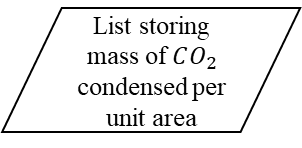 List storing
mass of CO₂
condensed per
unit area